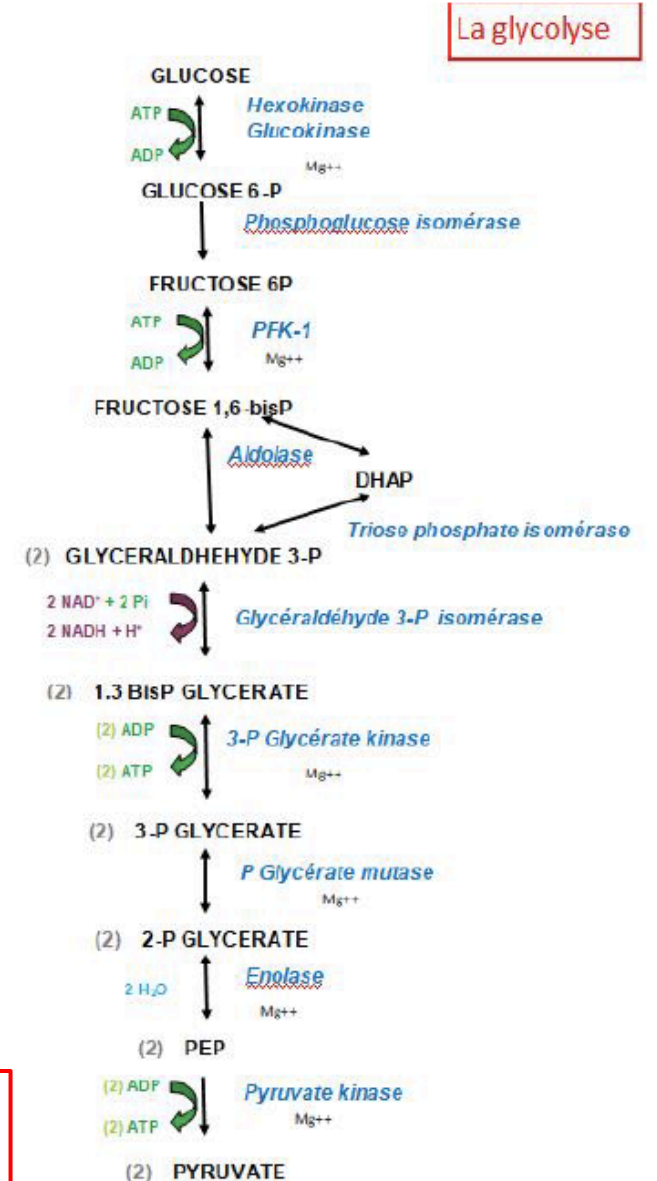 La glycolyse
GLUCOSE
ATP
Hexokinase
Glucokinase
ADP
Mg++
GLUCOSE 6-P
Phosphoglucose isomérase
FRUCTOSE 6P
ATP
PFK-1
ADP
Mg++
FRUCTOSE 1,6-bisP
Aldolase
DHAP
Triose phosphate isomérase
(2) GLYCERALDHEHYDE 3-P
2 NAD+ + 2 Pi
Glycéraldéhyde 3-P isomérase
2 NADH + H+
(2) 1.3 BisP GLYCERATE
(2) ADP
3-P Glycérate kinase
(2) ATP
Mg++
(2) 3-P GLYCERATE
P Glycérate mutase
Mg++
(2) 2-P GLYCERATE
Enolase
2 H₂O
Mg++
(2) PEP
(2) ADP
Pyruvate kinase
(2) ATP
Mg++
(2) PYRUVATE